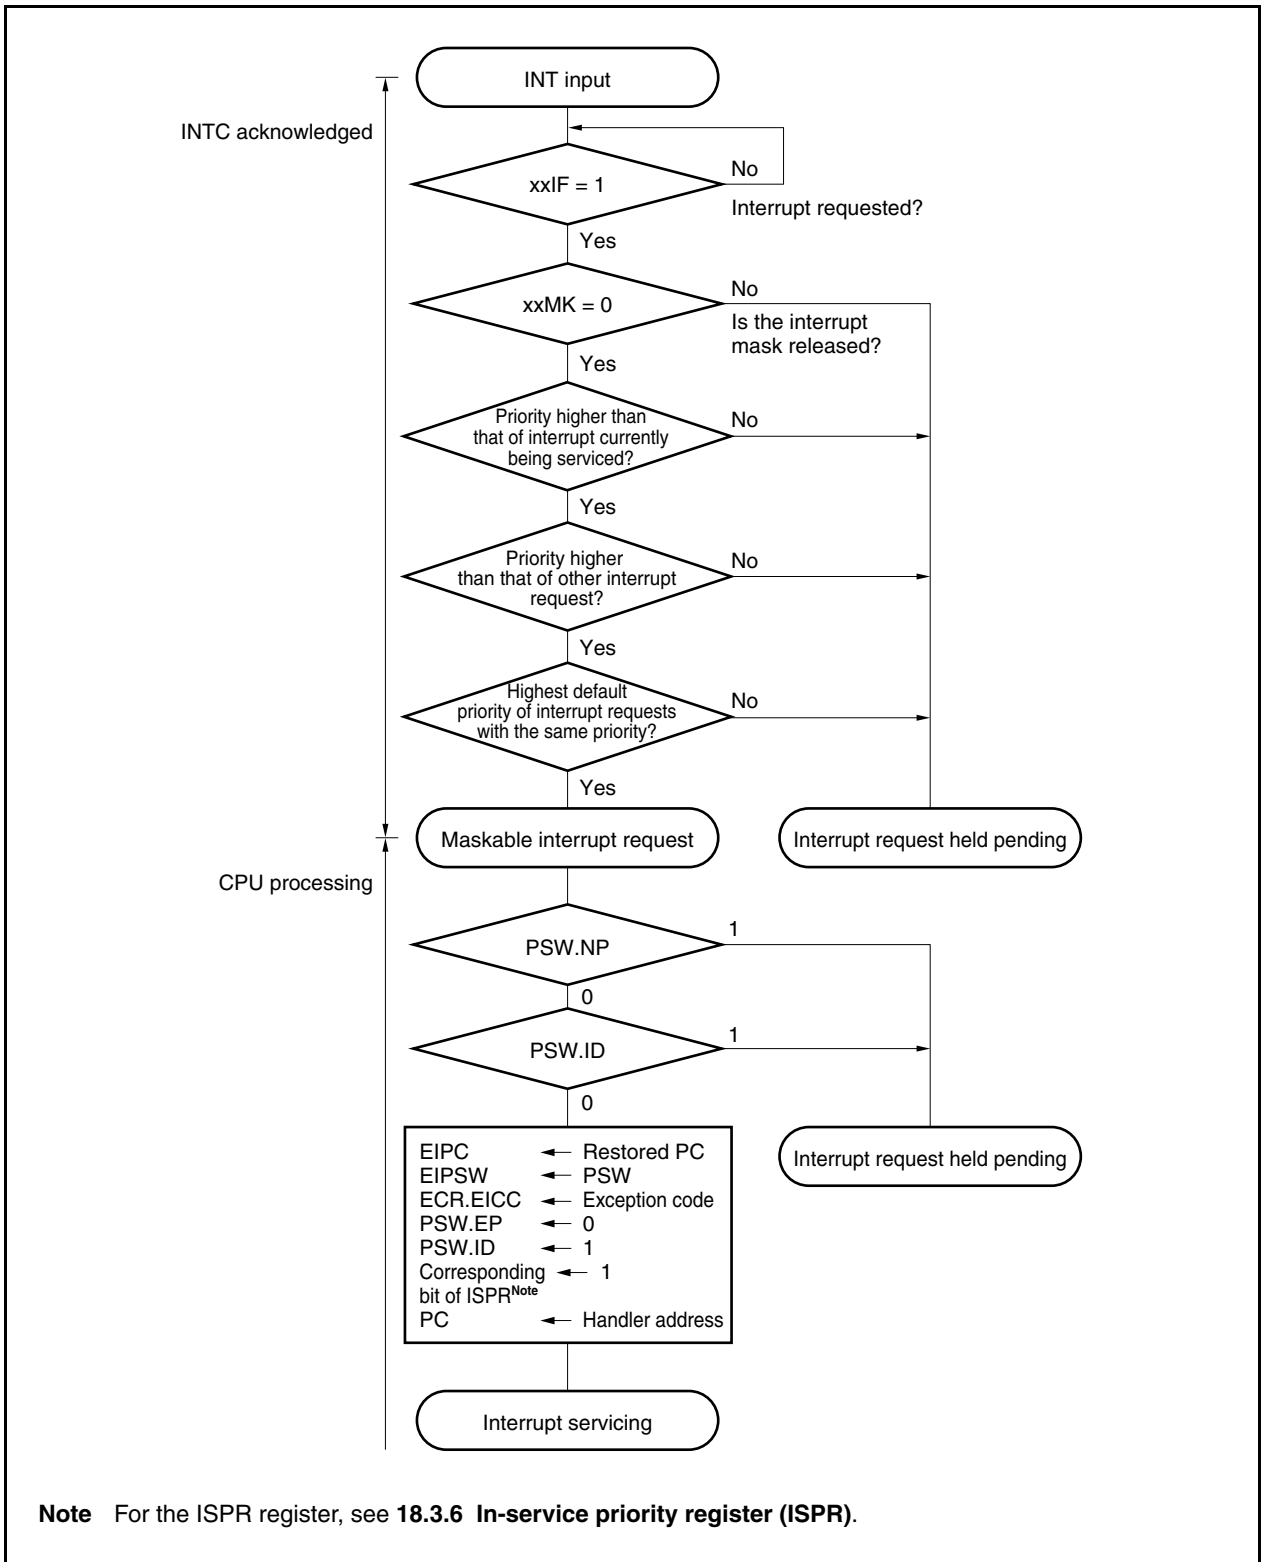 INT input
INTC acknowledged
xxIF = 1
No
Interrupt requested?
Yes
xxMK = 0
No
Is the interrupt
mask released?
Yes
Priority higher than
that of interrupt currently
being serviced?
No
Yes
Priority higher
than that of other interrupt
request?
No
Yes
Highest default
priority of interrupt requests
with the same priority?
No
Yes
Maskable interrupt request
Interrupt request held pending
CPU processing
PSW.NP
1
0
PSW.ID
1
0
EIPC ← Restored PC
EIPSW ← PSW
ECR.EICC ← Exception code
PSW.EP ← 0
PSW.ID ← 1
Corresponding ← 1
bit of ISPRNote
PC ← Handler address
Interrupt request held pending
Interrupt servicing
Note For the ISPR register, see 18.3.6 In-service priority register (ISPR).